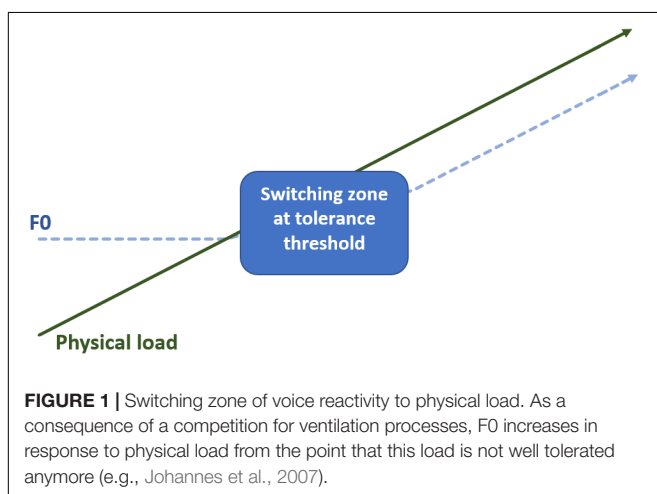 Switching zone
at tolerance
threshold
F0
Physical load
FIGURE 1 | Switching zone of voice reactivity to physical load. As a
consequence of a competition for ventilation processes, F0 increases in
response to physical load from the point that this load is not well tolerated
anymore (e.g., Johannes et al., 2007).